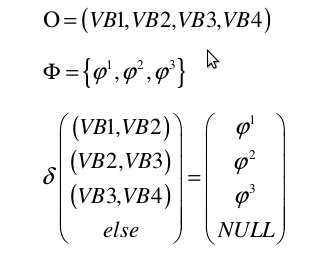 O = (VB1,VB2,VB3,VB4)
Φ = {φ¹,φ²,φ³}
δ ( (VB1,VB2) (VB2,VB3) (VB3,VB4) else ) = ( φ¹ φ² φ³ NULL )